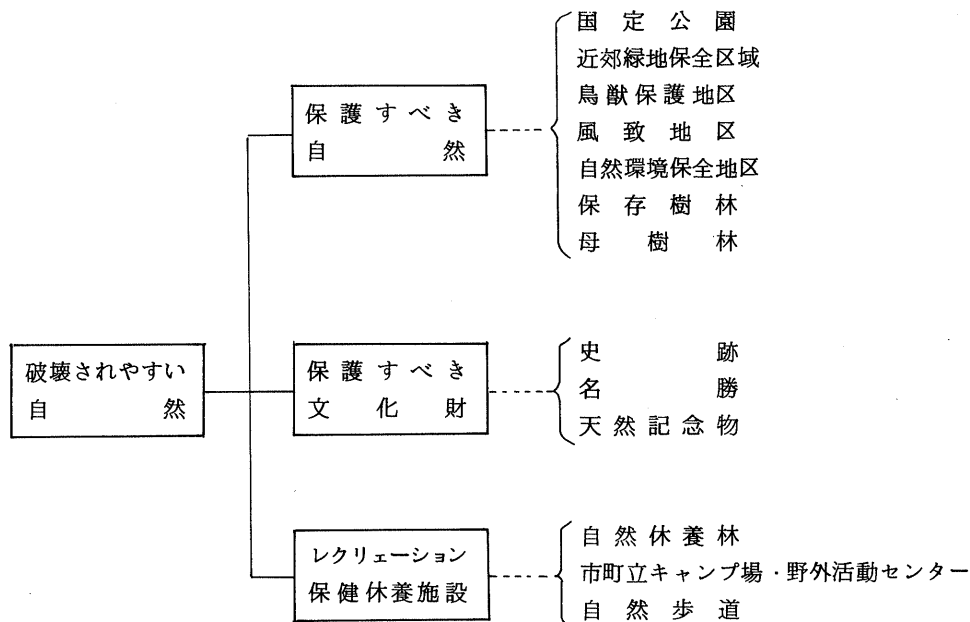 破壊されやすい
自然
保護すべき
自然
国定公園
近郊緑地保全区域
鳥獣保護地区
風致地区
自然環境保全地区
保存樹林
母樹林
保護すべき
文化財
史跡
名勝
天然記念物
レクリェーション
保健休養施設
自然休養林
市町立キャンプ場・野外活動センター
自然歩道